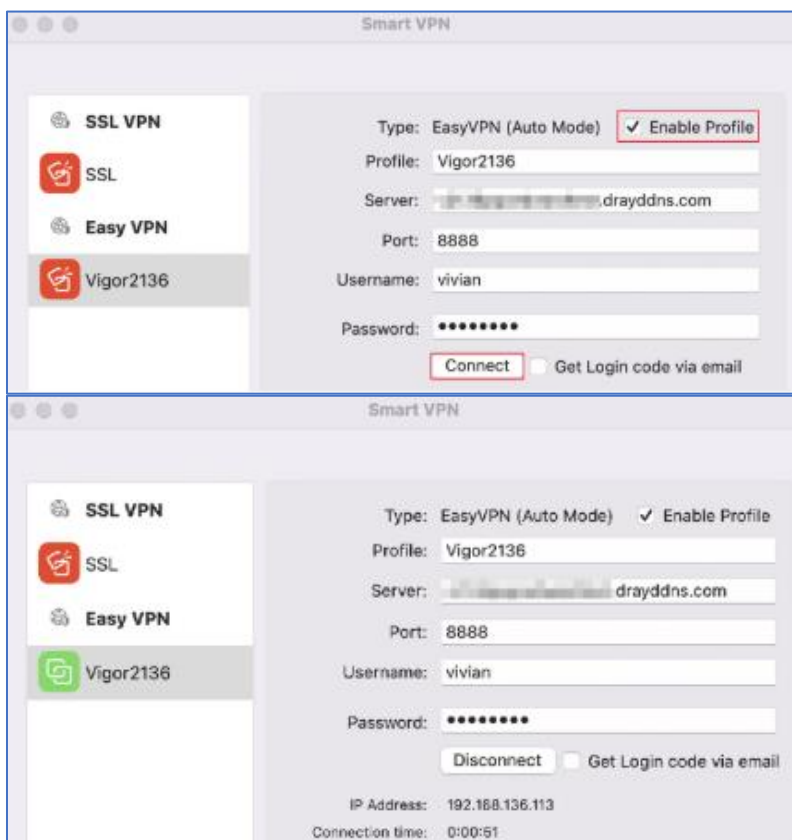 Smart VPN
SSL VPN
SSL
Easy VPN
Vigor2136
Type: EasyVPN (Auto Mode) ✓ Enable Profile
Profile: Vigor2136
Server: .drayddns.com
Port: 8888
Username: vivian
Password: ••••••••
Connect Get Login code via email
Smart VPN
SSL VPN
SSL
Easy VPN
Vigor2136
Type: EasyVPN (Auto Mode) ✓ Enable Profile
Profile: Vigor2136
Server: drayddns.com
Port: 8888
Username: vivian
Password: ••••••••
Disconnect Get Login code via email
IP Address: 192.168.136.113
Connection time: 0:00:51